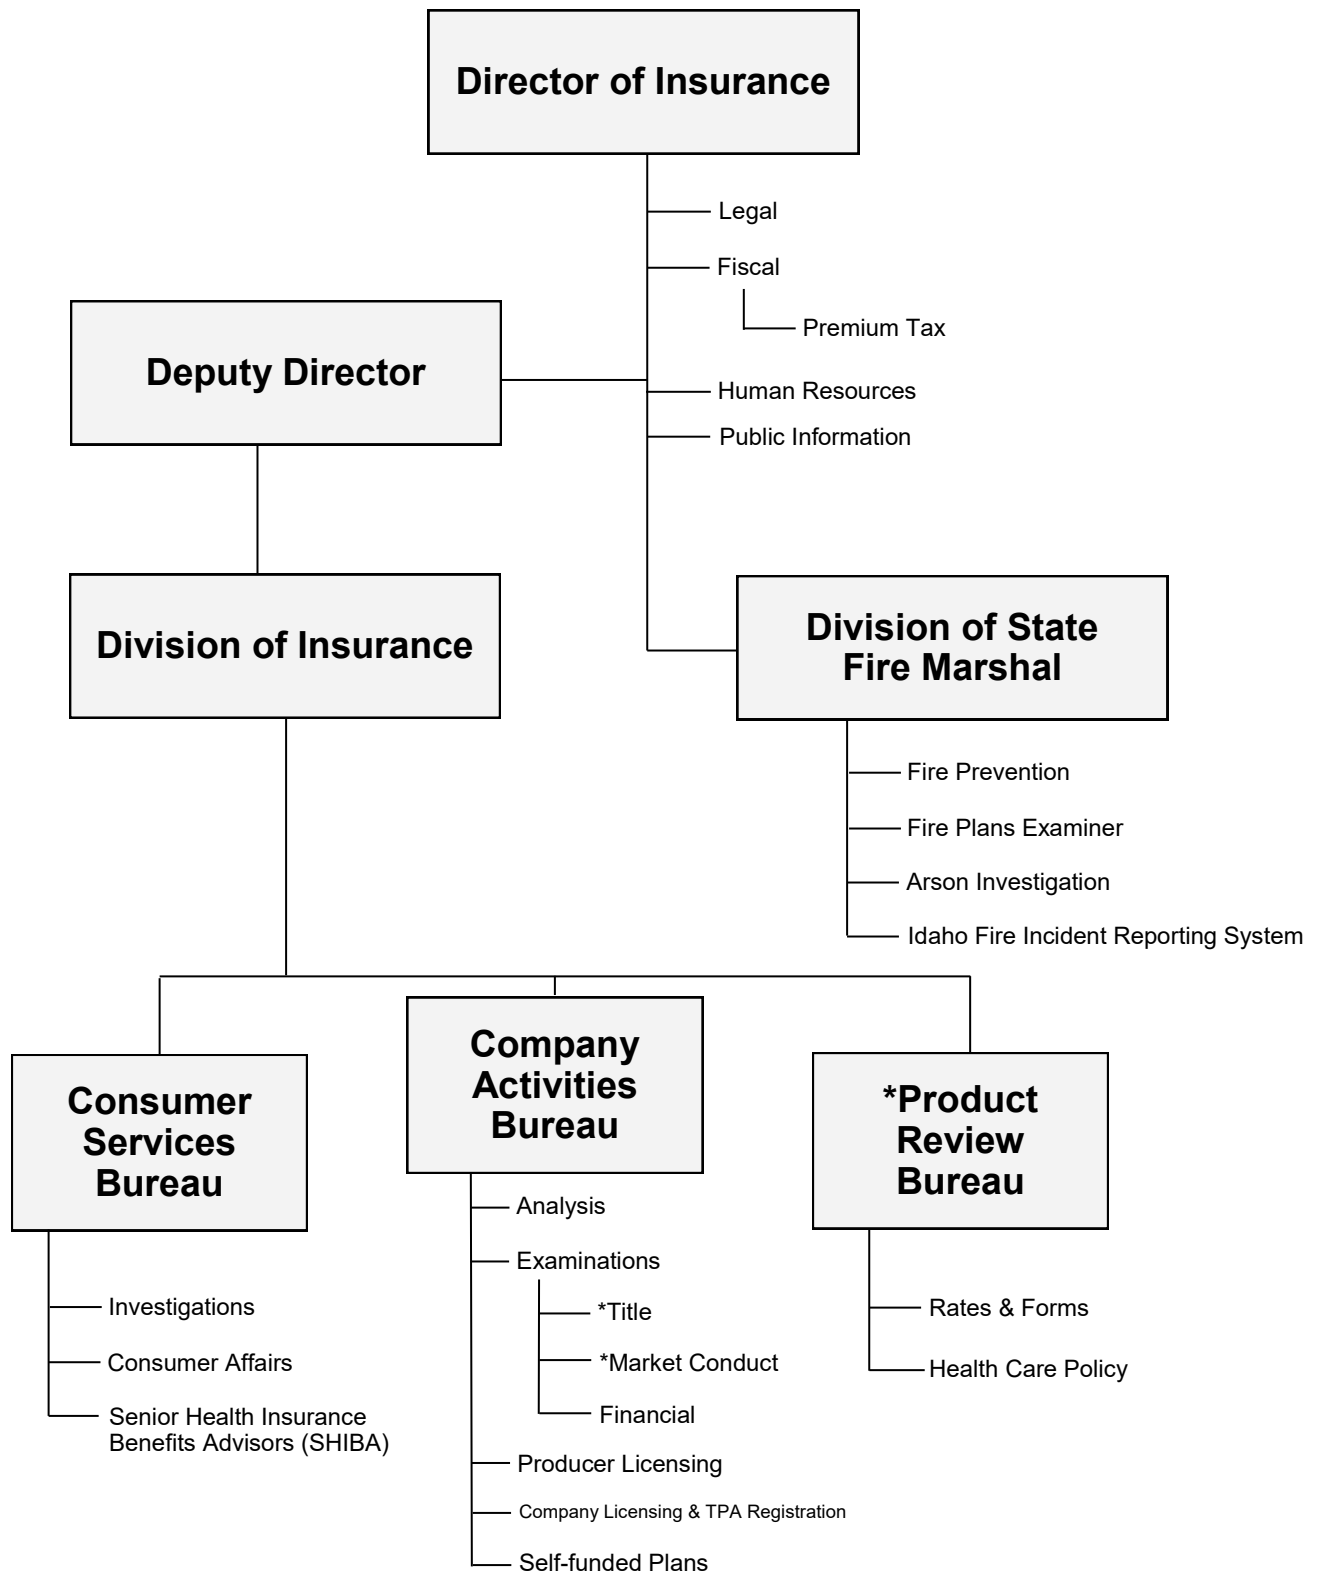 Director of Insurance
Legal
Fiscal
Premium Tax
Deputy Director
Human Resources
Public Information
Division of Insurance
Division of State
Fire Marshal
Fire Prevention
Fire Plans Examiner
Arson Investigation
Idaho Fire Incident Reporting System
Consumer
Services
Bureau
Investigations
Consumer Affairs
Senior Health Insurance
Benefits Advisors (SHIBA)
Company
Activities
Bureau
Analysis
Examinations
*Title
*Market Conduct
Financial
Producer Licensing
Company Licensing & TPA Registration
Self-funded Plans
*Product
Review
Bureau
Rates & Forms
Health Care Policy